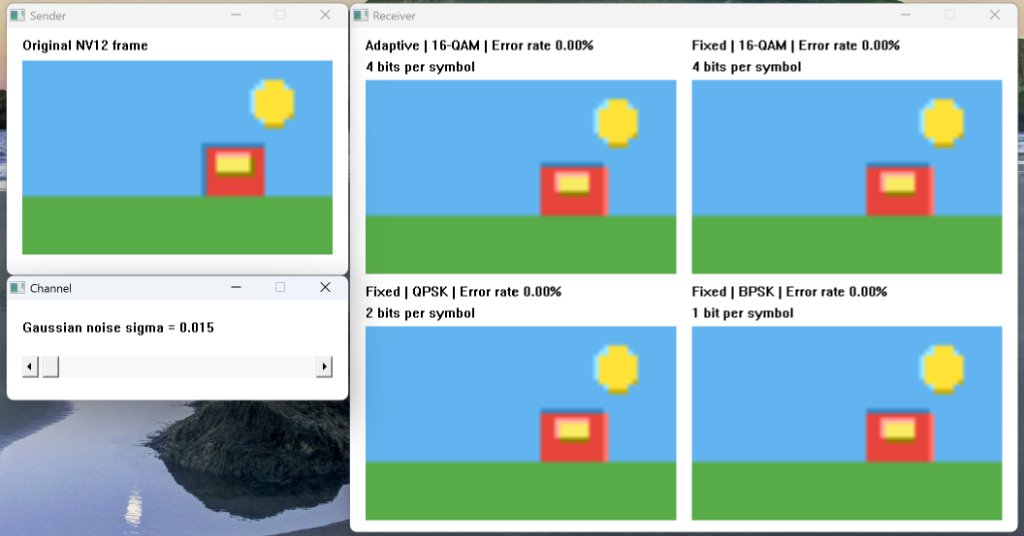 Sender
Original NV12 frame
Channel
Gaussian noise sigma = 0.015
Receiver
Adaptive | 16-QAM | Error rate 0.00%
4 bits per symbol
Fixed | 16-QAM | Error rate 0.00%
4 bits per symbol
Fixed | QPSK | Error rate 0.00%
2 bits per symbol
Fixed | BPSK | Error rate 0.00%
1 bit per symbol